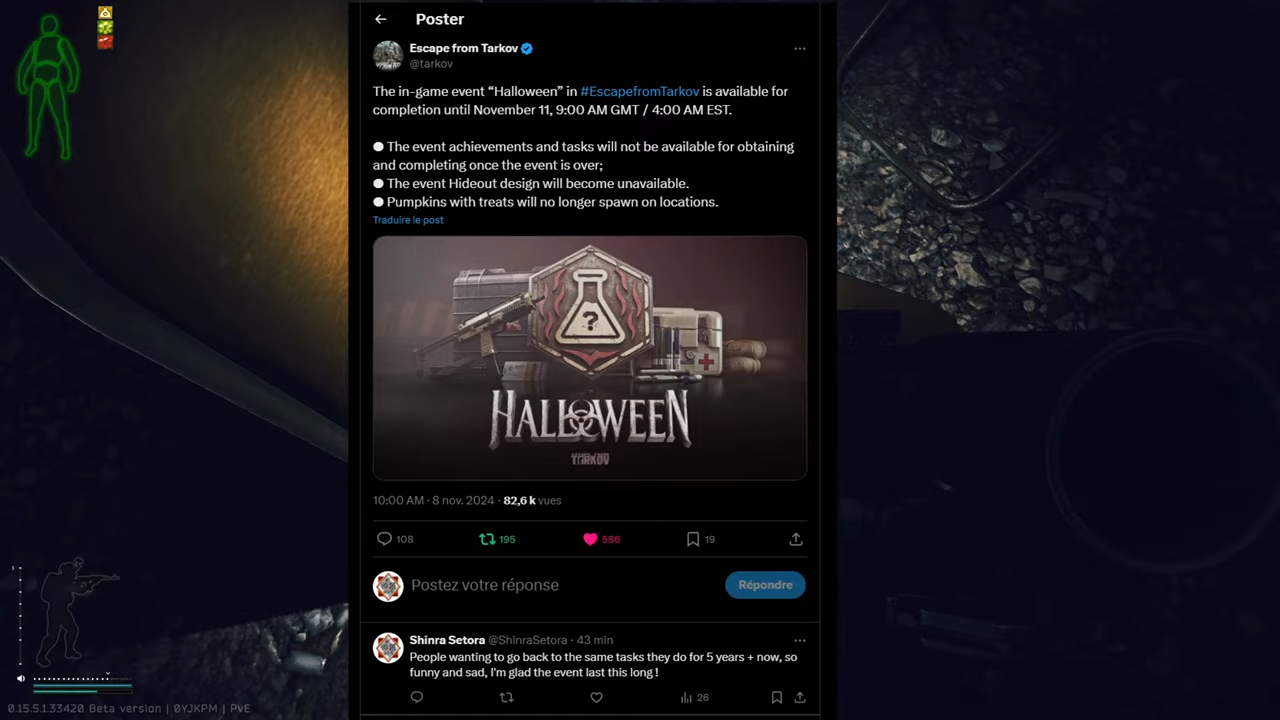 Poster
Escape from Tarkov
@tarkov
The in-game event “Halloween” in #EscapefromTarkov is available for
completion until November 11, 9:00 AM GMT / 4:00 AM EST.
● The event achievements and tasks will not be available for obtaining
and completing once the event is over;
● The event Hideout design will become unavailable.
● Pumpkins with treats will no longer spawn on locations.
Traduire le post
?
HALLOWEEN
TARKOV
10:00 AM · 8 nov. 2024 · 82,6 k vues
108 195 586 19
Postez votre réponse
Répondre
Shinra Setora @ShinraSetora · 43 min
People wanting to go back to the same tasks they do for 5 years + now, so
funny and sad, I'm glad the event last this long !
26
0.15.5.1.33420 Beta version | 0YJKPM | PvE